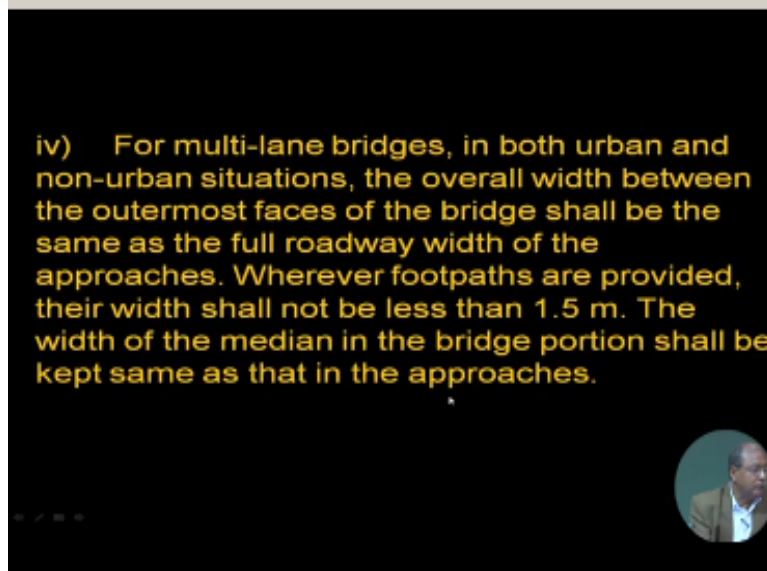 iv) For multi-lane bridges, in both urban and
non-urban situations, the overall width between
the outermost faces of the bridge shall be the
same as the full roadway width of the
approaches. Wherever footpaths are provided,
their width shall not be less than 1.5 m. The
width of the median in the bridge portion shall be
kept same as that in the approaches.